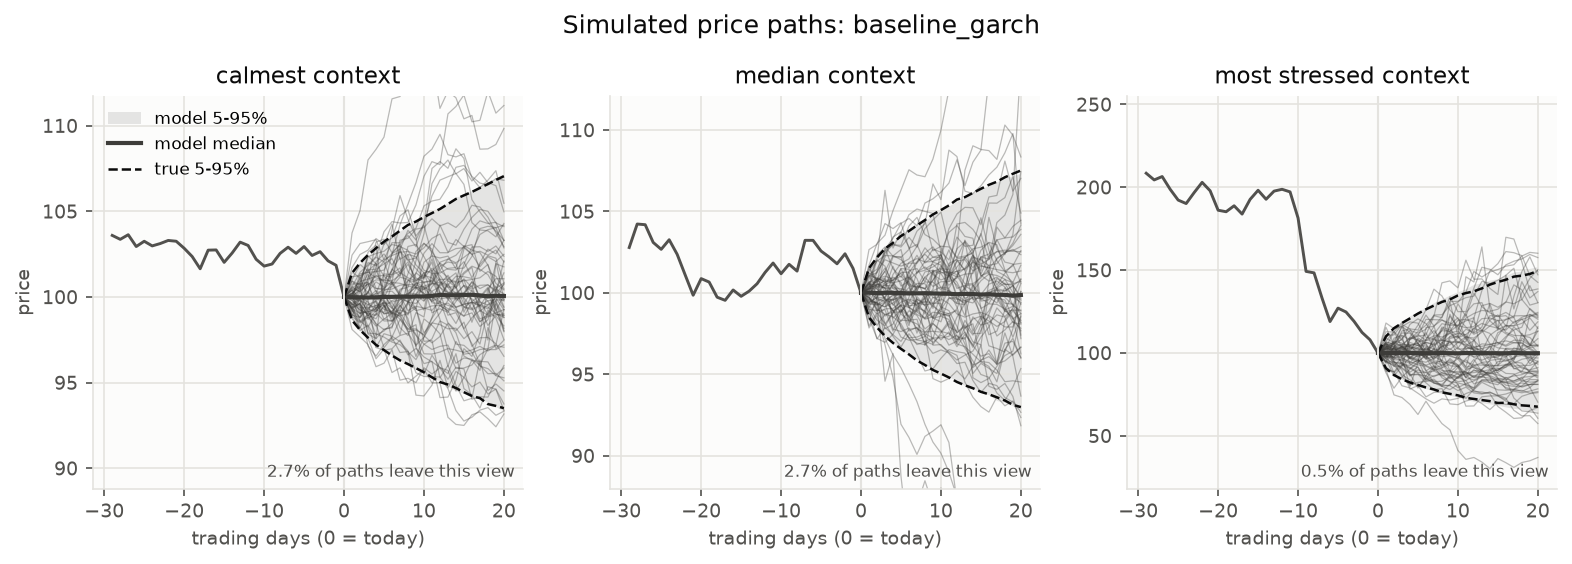 Simulated price paths: baseline_garch
calmest context
model 5-95%
model median
true 5-95%
110
105
100
95
90
price
2.7% of paths leave this view
−30 −20 −10 0 10 20
trading days (0 = today)
median context
110
105
100
95
90
price
2.7% of paths leave this view
−30 −20 −10 0 10 20
trading days (0 = today)
most stressed context
250
200
150
100
50
price
0.5% of paths leave this view
−30 −20 −10 0 10 20
trading days (0 = today)